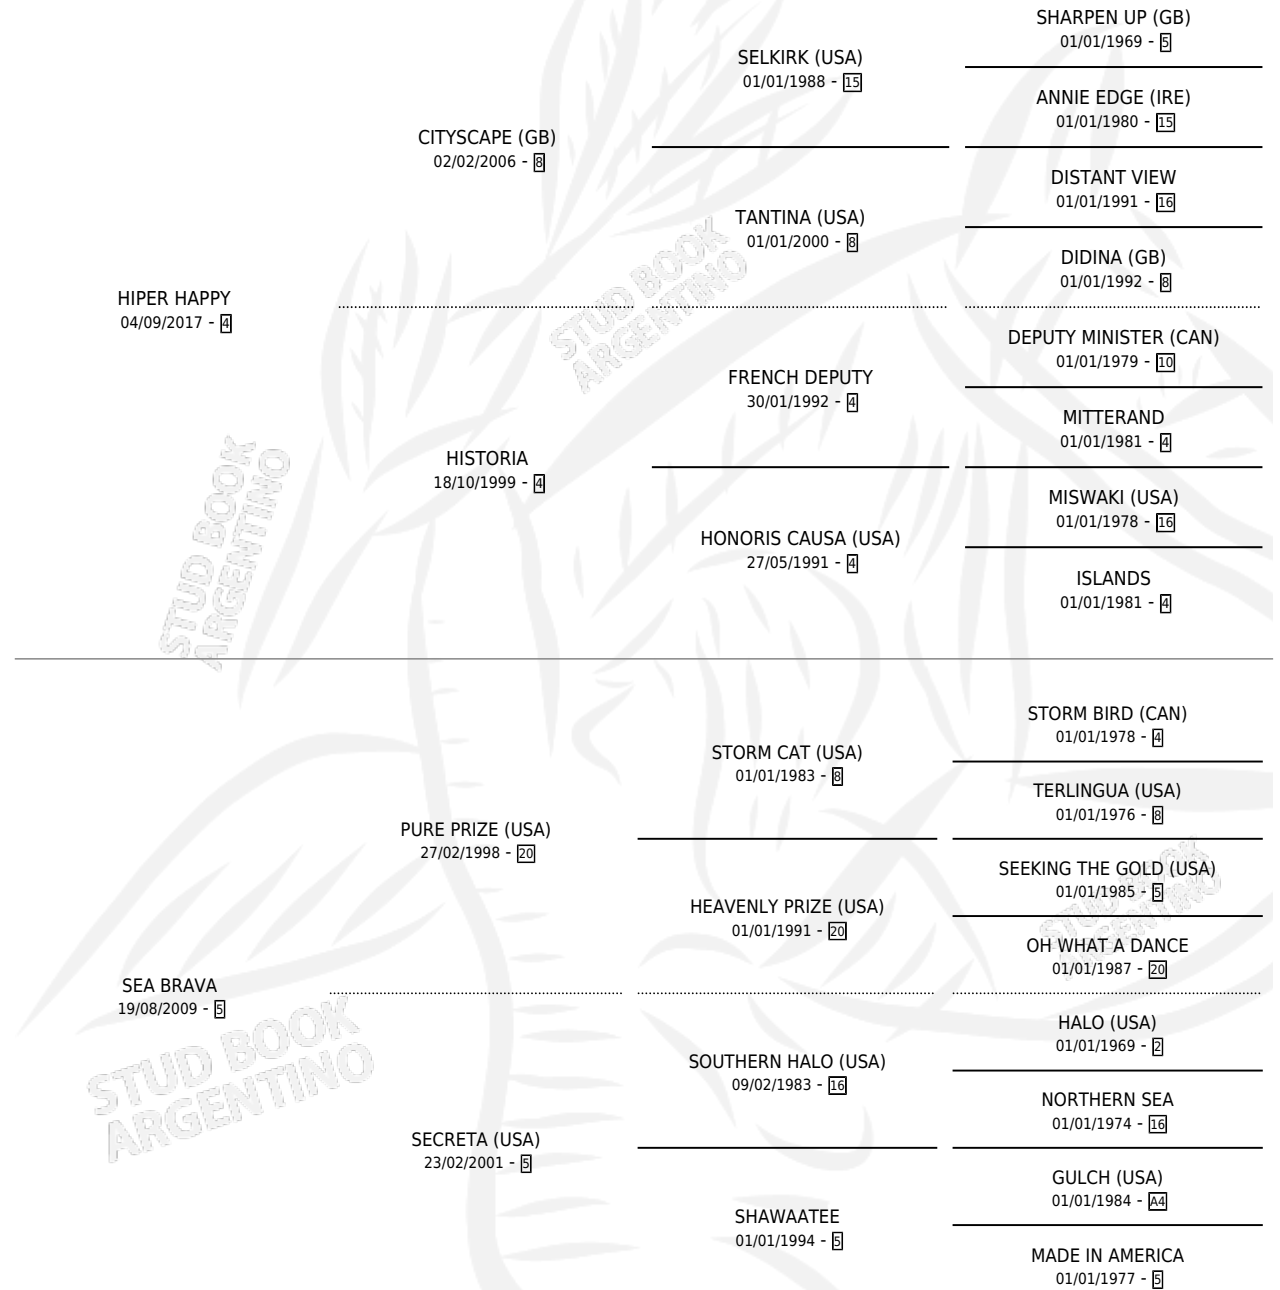 SHARPEN UP (GB)
01/01/1969 - 5
SELKIRK (USA)
01/01/1988 - 15
ANNIE EDGE (IRE)
01/01/1980 - 15
CITYSCAPE (GB)
02/02/2006 - 8
DISTANT VIEW
01/01/1991 - 16
TANTINA (USA)
01/01/2000 - 8
DIDINA (GB)
01/01/1992 - 8
HIPER HAPPY
04/09/2017 - 4
DEPUTY MINISTER (CAN)
01/01/1979 - 10
FRENCH DEPUTY
30/01/1992 - 4
MITTERAND
01/01/1981 - 4
HISTORIA
18/10/1999 - 4
MISWAKI (USA)
01/01/1978 - 16
HONORIS CAUSA (USA)
27/05/1991 - 4
ISLANDS
01/01/1981 - 4
STORM BIRD (CAN)
01/01/1978 - 4
STORM CAT (USA)
01/01/1983 - 8
TERLINGUA (USA)
01/01/1976 - 8
PURE PRIZE (USA)
27/02/1998 - 20
SEEKING THE GOLD (USA)
01/01/1985 - 5
HEAVENLY PRIZE (USA)
01/01/1991 - 20
OH WHAT A DANCE
01/01/1987 - 20
SEA BRAVA
19/08/2009 - 5
HALO (USA)
01/01/1969 - 2
SOUTHERN HALO (USA)
09/02/1983 - 16
NORTHERN SEA
01/01/1974 - 16
SECRETA (USA)
23/02/2001 - 5
GULCH (USA)
01/01/1984 - A4
SHAWAATEE
01/01/1994 - 5
MADE IN AMERICA
01/01/1977 - 5
STUD BOOK
ARGENTINO
STUD BOOK
ARGENTINO
STUD BOOK
ARGENTINO
STUD BOOK
ARGENTINO